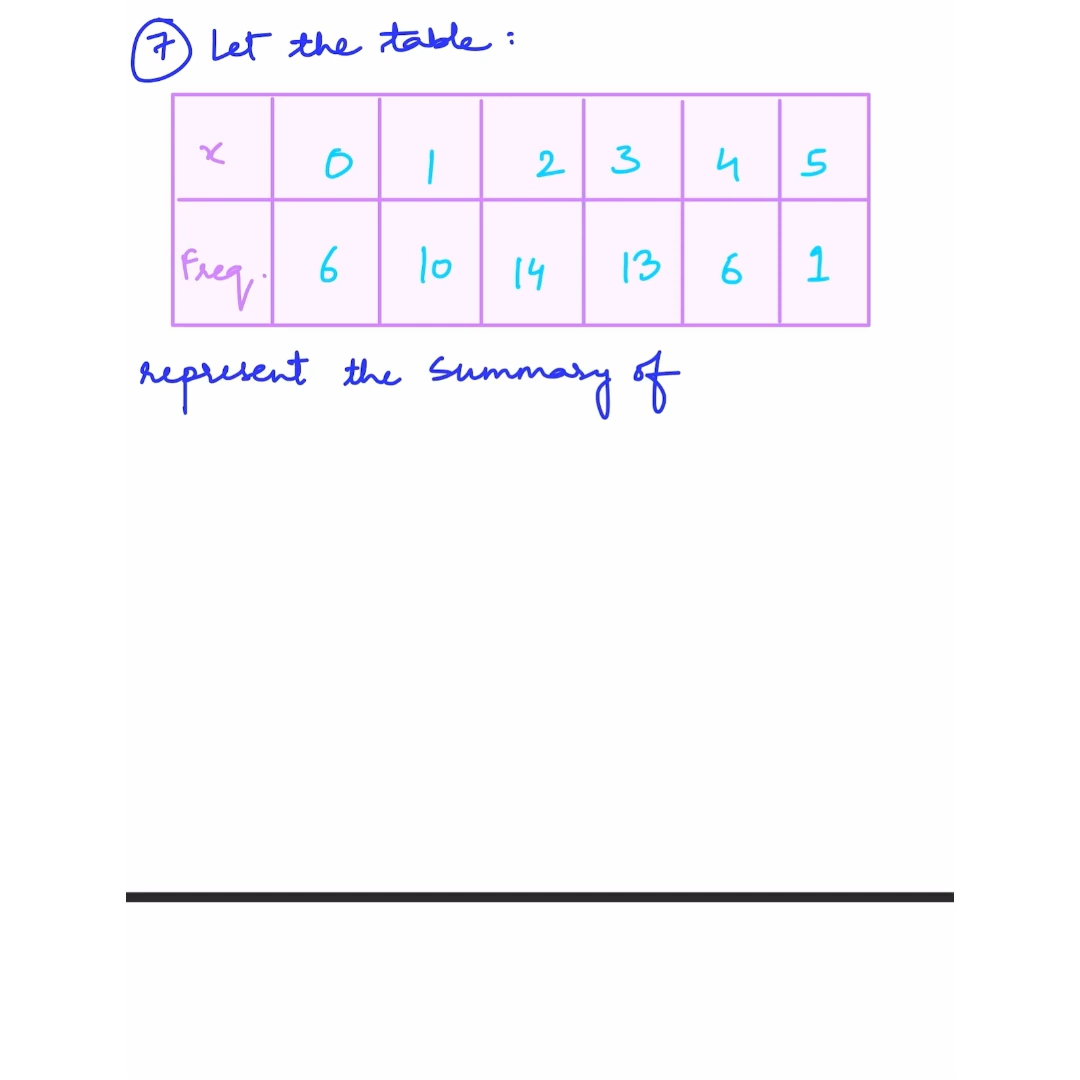 7 Let the table :
x 0 1 2 3 4 5
Freq. 6 10 14 13 6 1
represent the summary of